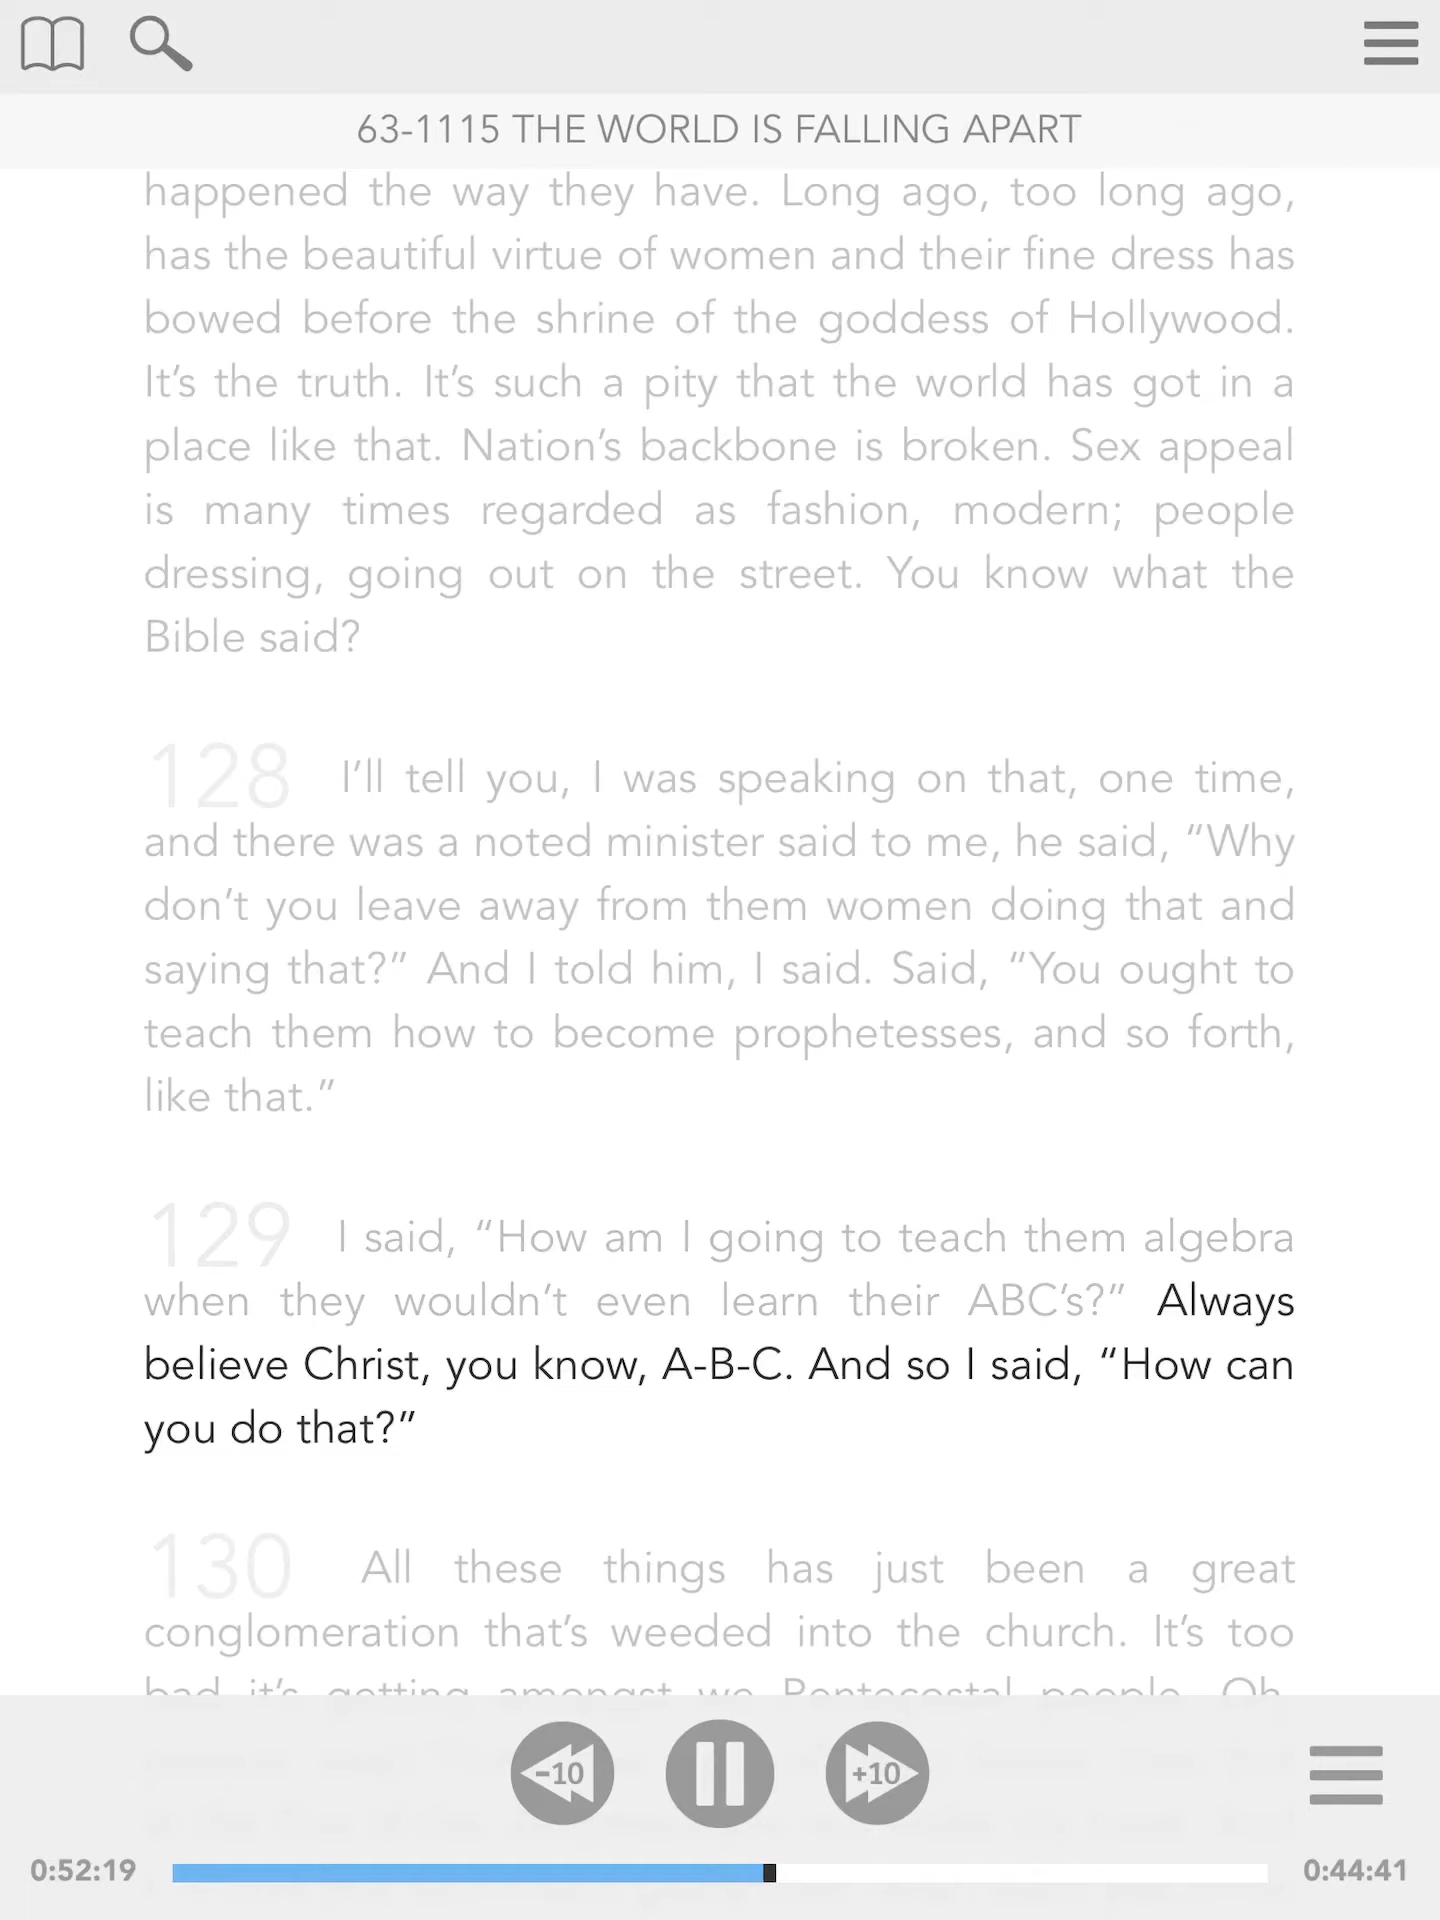 63-1115 THE WORLD IS FALLING APART
happened the way they have. Long ago, too long ago,
has the beautiful virtue of women and their fine dress has
bowed before the shrine of the goddess of Hollywood.
It’s the truth. It’s such a pity that the world has got in a
place like that. Nation’s backbone is broken. Sex appeal
is many times regarded as fashion, modern; people
dressing, going out on the street. You know what the
Bible said?
128 I’ll tell you, I was speaking on that, one time,
and there was a noted minister said to me, he said, “Why
don’t you leave away from them women doing that and
saying that?” And I told him, I said. Said, “You ought to
teach them how to become prophetesses, and so forth,
like that.”
129 I said, “How am I going to teach them algebra
when they wouldn’t even learn their ABC’s?” Always
believe Christ, you know, A-B-C. And so I said, “How can
you do that?”
130 All these things has just been a great
conglomeration that’s weeded into the church. It’s too
bad it’s getting amongst we Pentecostal people. Oh,
-10 +10
0:52:19 0:44:41